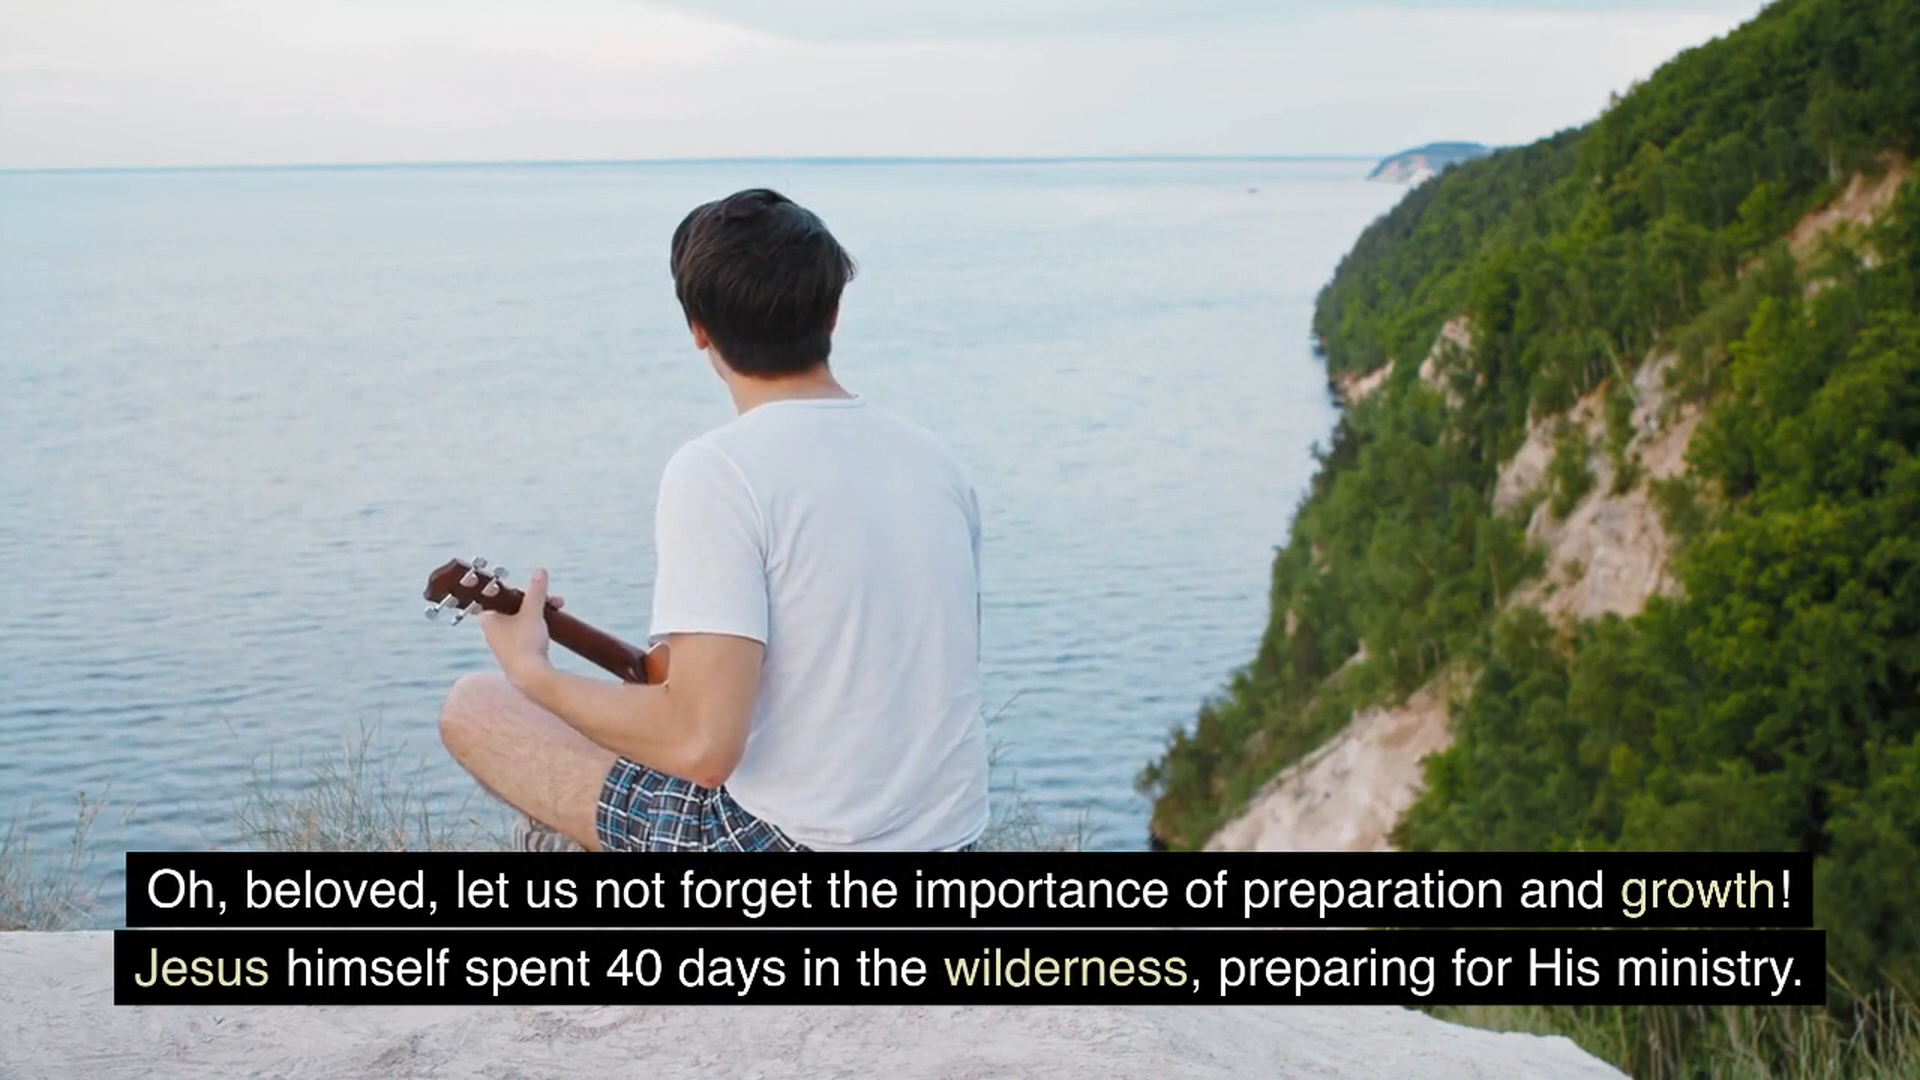 Oh, beloved, let us not forget the importance of preparation and growth!
Jesus himself spent 40 days in the wilderness, preparing for His ministry.